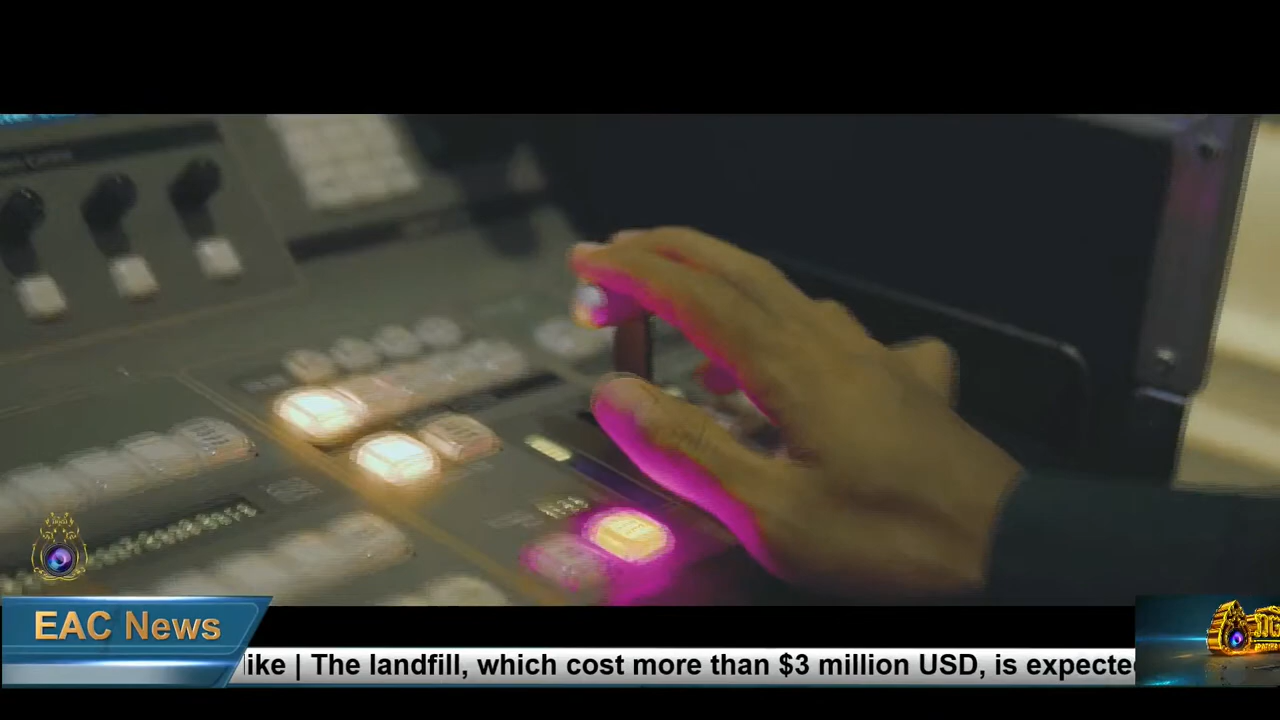 EAC News
ike | The landfill, which cost more than $3 million USD, is expecte